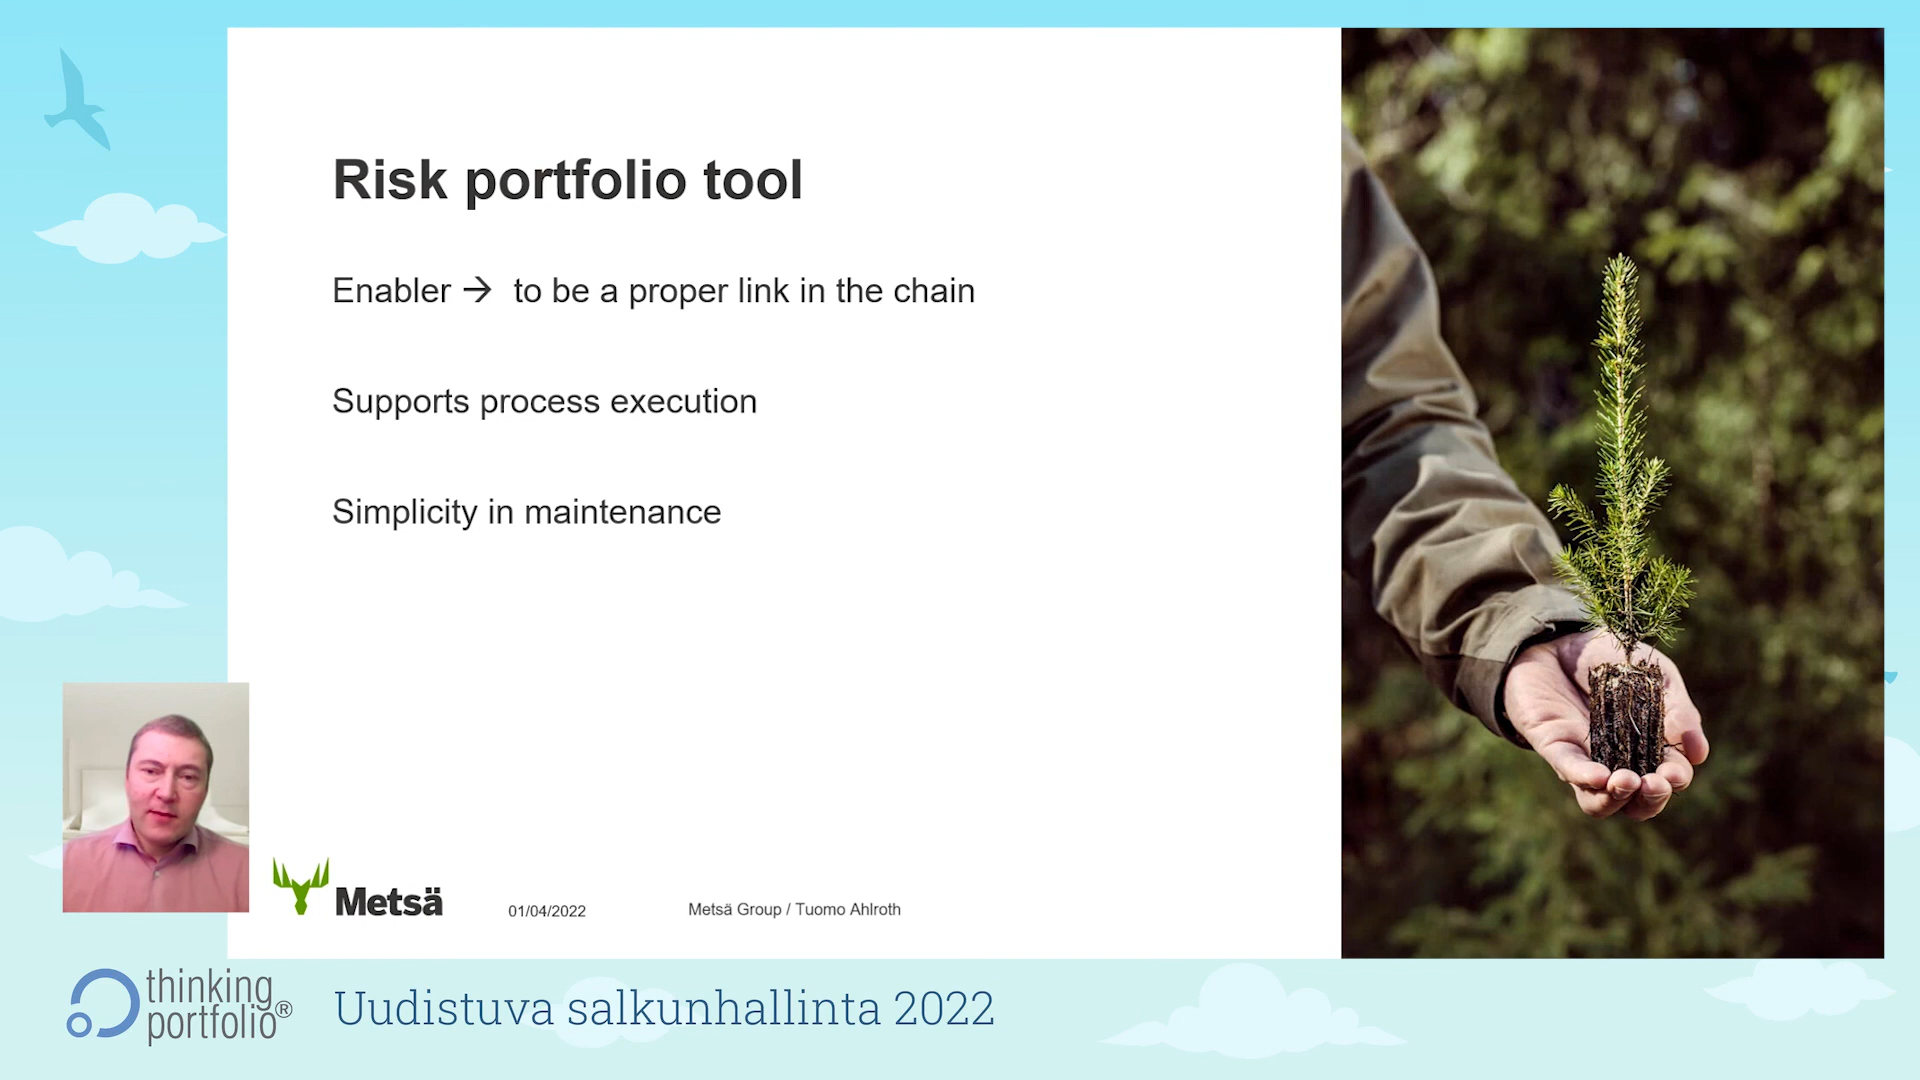 Risk portfolio tool
Enabler → to be a proper link in the chain
Supports process execution
Simplicity in maintenance
Metsä
01/04/2022
Metsä Group / Tuomo Ahlroth
thinking
portfolio®
Uudistuva salkunhallinta 2022